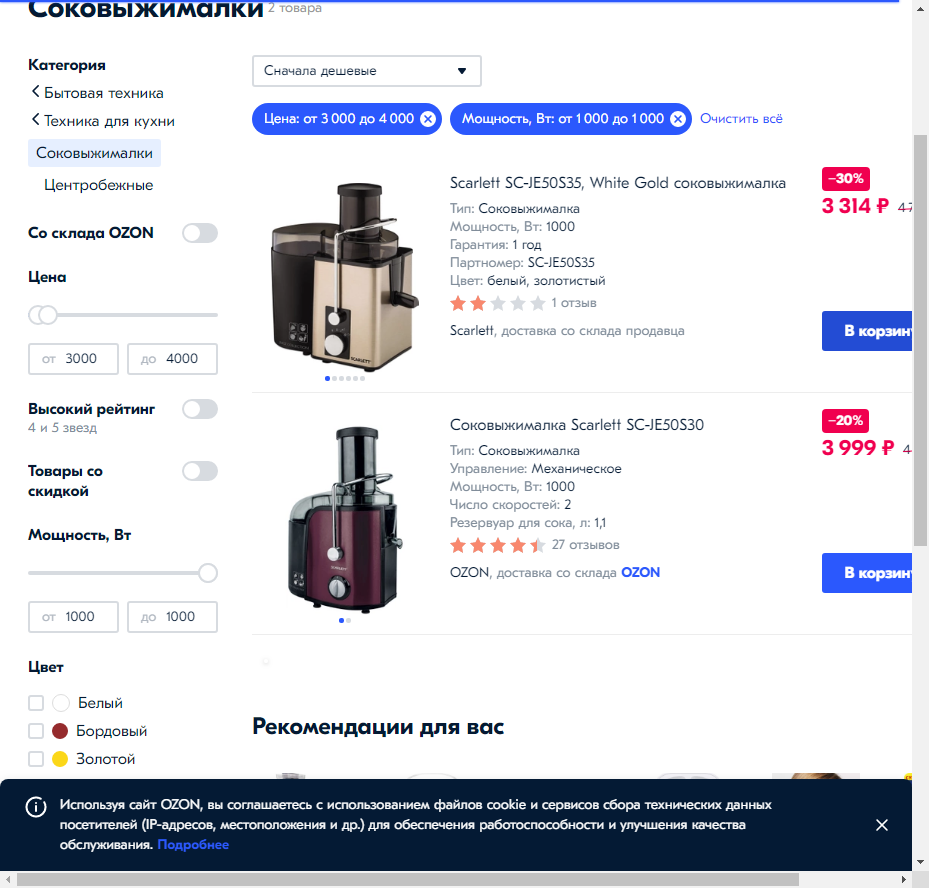 Соковыжималки 2 товара
Категория
Бытовая техника
Техника для кухни
Соковыжималки
Центробежные
Со склада OZON
Цена
от 3000 до 4000
Высокий рейтинг
4 и 5 звезд
Товары со
скидкой
Мощность, Вт
от 1000 до 1000
Цвет
Белый
Бордовый
Золотой
Сначала дешевые
Цена: от 3 000 до 4 000
Мощность, Вт: от 1 000 до 1 000
Очистить всё
Scarlett SC-JE50S35, White Gold соковыжималка
Тип: Соковыжималка
Мощность, Вт: 1000
Гарантия: 1 год
Партномер: SC-JE50S35
Цвет: белый, золотистый
1 отзыв
Scarlett, доставка со склада продавца
−30%
3 314 ₽
В корзин
SCARLETT
Соковыжималка Scarlett SC-JE50S30
Тип: Соковыжималка
Управление: Механическое
Мощность, Вт: 1000
Число скоростей: 2
Резервуар для сока, л: 1,1
27 отзывов
OZON, доставка со склада OZON
−20%
3 999 ₽
В корзин
Рекомендации для вас
Используя сайт OZON, вы соглашаетесь с использованием файлов cookie и сервисов сбора технических данных
посетителей (IP-адресов, местоположения и др.) для обеспечения работоспособности и улучшения качества
обслуживания. Подробнее